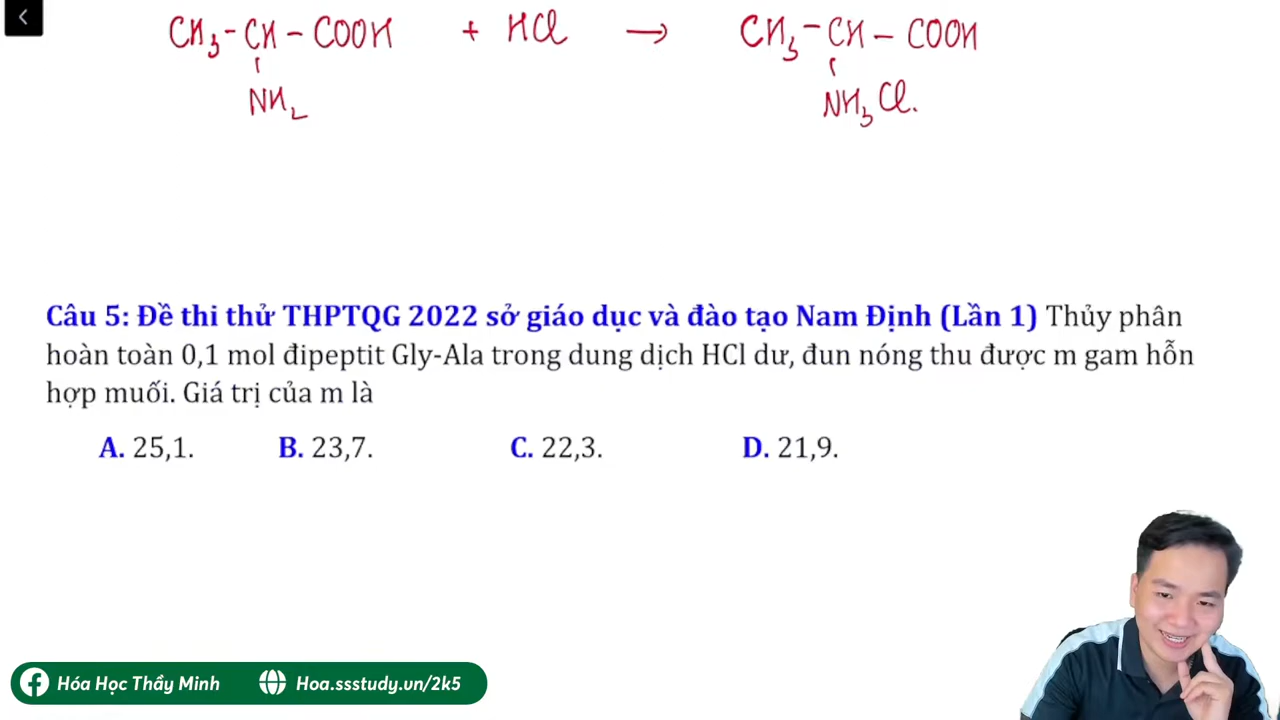 CH₃-CH-COOH + HCl → CH₃-CH-COOH
NH₂ NH₃Cl.
Câu 5: Đề thi thử THPTQG 2022 sở giáo dục và đào tạo Nam Định (Lần 1) Thủy phân
hoàn toàn 0,1 mol đipeptit Gly-Ala trong dung dịch HCl dư, đun nóng thu được m gam hỗn
hợp muối. Giá trị của m là
A. 25,1. B. 23,7. C. 22,3. D. 21,9.
Hóa Học Thầy Minh Hoa.ssstudy.vn/2k5